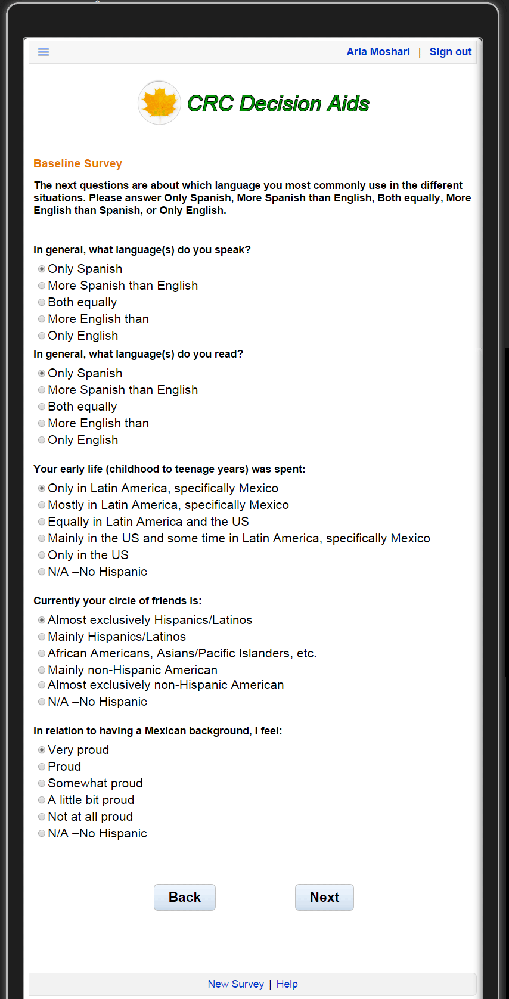 Aria Moshari | Sign out
CRC Decision Aids
Baseline Survey
The next questions are about which language you most commonly use in the different
situations. Please answer Only Spanish, More Spanish than English, Both equally, More
English than Spanish, or Only English.
In general, what language(s) do you speak?
Only Spanish
More Spanish than English
Both equally
More English than
Only English
In general, what language(s) do you read?
Only Spanish
More Spanish than English
Both equally
More English than
Only English
Your early life (childhood to teenage years) was spent:
Only in Latin America, specifically Mexico
Mostly in Latin America, specifically Mexico
Equally in Latin America and the US
Mainly in the US and some time in Latin America, specifically Mexico
Only in the US
N/A –No Hispanic
Currently your circle of friends is:
Almost exclusively Hispanics/Latinos
Mainly Hispanics/Latinos
African Americans, Asians/Pacific Islanders, etc.
Mainly non-Hispanic American
Almost exclusively non-Hispanic American
N/A –No Hispanic
In relation to having a Mexican background, I feel:
Very proud
Proud
Somewhat proud
A little bit proud
Not at all proud
N/A –No Hispanic
Back Next
New Survey | Help